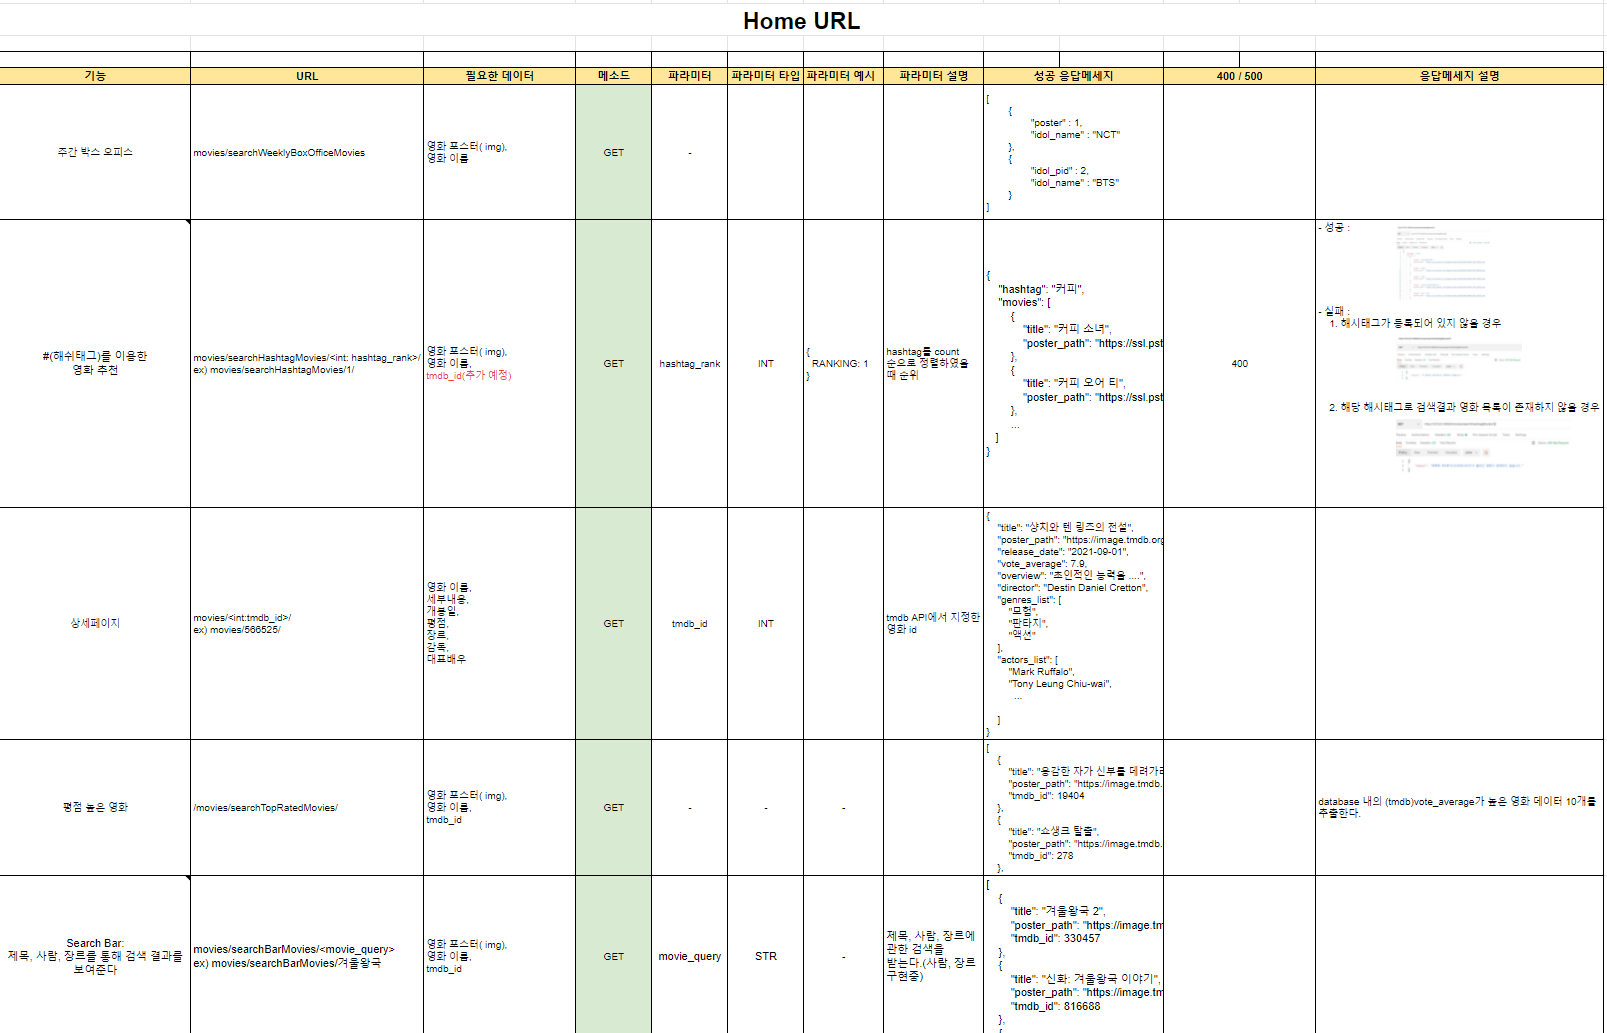 Home URL
기능 URL 필요한 데이터 메소드 파라미터 파라미터 타입 파라미터 예시 파라미터 설명 성공 응답메세지 400 / 500 응답메세지 설명
주간 박스 오피스
movies/searchWeeklyBoxOfficeMovies
영화 포스터( img),
영화 이름
GET
-
[
{
"poster" : 1,
"idol_name" : "NCT"
},
{
"idol_pid" : 2,
"idol_name" : "BTS"
}
]
#(해쉬태그)를 이용한
영화 추천
movies/searchHashtagMovies/<int: hashtag_rank>/
ex) movies/searchHashtagMovies/1/
영화 포스터( img),
영화 이름,
tmdb_id(추가 예정)
GET
hashtag_rank
INT
{
RANKING: 1
}
hashtag를 count
순으로 정렬하였을
때 순위
{
"hashtag": "커피",
"movies": [
{
"title": "커피 소녀",
"poster_path": "https://ssl.pst
},
{
"title": "커피 오어 티",
"poster_path": "https://ssl.pst
},
...
]
}
400
- 성공 :
- 실패 :
1. 해시태그가 등록되어 있지 않을 경우
2. 해당 해시태그로 검색결과 영화 목록이 존재하지 않을 경우
상세페이지
movies/<int:tmdb_id>/
ex) movies/566525/
영화 이름,
세부내용,
개봉일,
평점,
장르,
감독,
대표배우
GET
tmdb_id
INT
tmdb API에서 지정한
영화 id
{
"title": "샹치와 텐 링즈의 전설",
"poster_path": "https://image.tmdb.org
"release_date": "2021-09-01",
"vote_average": 7.9,
"overview": "초인적인 능력을 ....",
"director": "Destin Daniel Cretton",
"genres_list": [
"모험",
"판타지",
"액션"
],
"actors_list": [
"Mark Ruffalo",
"Tony Leung Chiu-wai",
...
]
}
평점 높은 영화
/movies/searchTopRatedMovies/
영화 포스터( img),
영화 이름,
tmdb_id
GET
-
-
-
[
{
"title": "용감한 자가 신부를 데려가리
"poster_path": "https://image.tmdb.
"tmdb_id": 19404
},
{
"title": "쇼생크 탈출",
"poster_path": "https://image.tmdb.
"tmdb_id": 278
},
database 내의 (tmdb)vote_average가 높은 영화 데이터 10개를
추출한다.
Search Bar:
제목, 사람, 장르를 통해 검색 결과를
보여준다
movies/searchBarMovies/<movie_query>
ex) movies/searchBarMovies/겨울왕국
영화 포스터( img),
영화 이름,
tmdb_id
GET
movie_query
STR
-
제목, 사람, 장르에
관한 검색을
받는다.(사람, 장르
구현중)
[
{
"title": "겨울왕국 2",
"poster_path": "https://image.tm
"tmdb_id": 330457
},
{
"title": "신화: 겨울왕국 이야기",
"poster_path": "https://image.tm
"tmdb_id": 816688
},
{